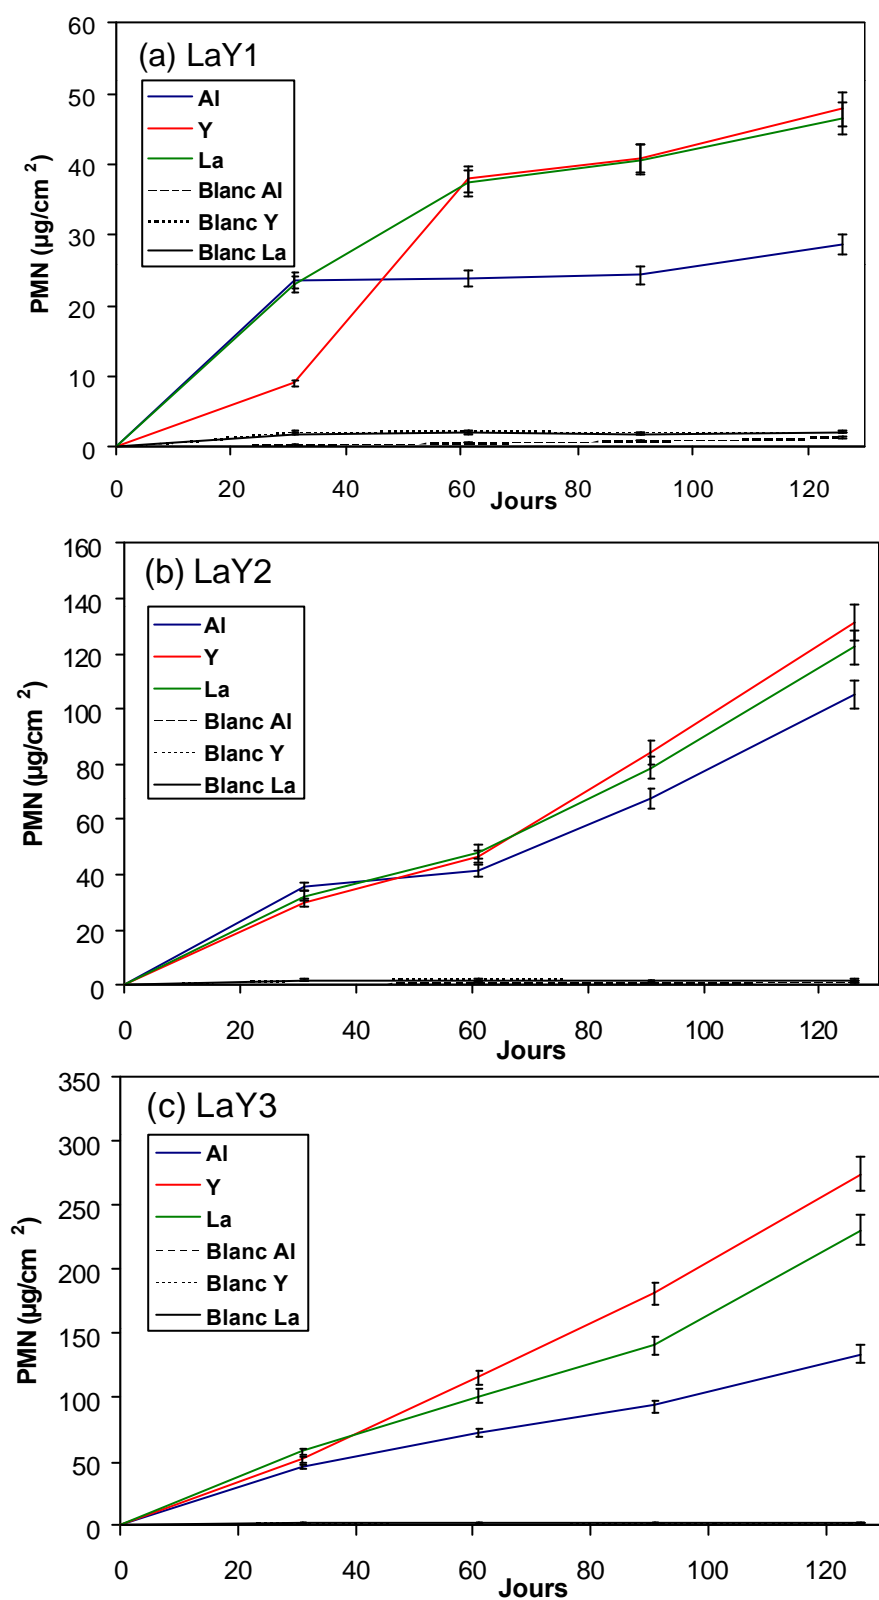 (a) LaY1
PMN (µg/cm ²)
60
50
40
30
20
10
0
Al
Y
La
Blanc Al
Blanc Y
Blanc La
0 20 40 60 80 100 120
Jours
(b) LaY2
PMN (µg/cm ²)
160
140
120
100
80
60
40
20
0
Al
Y
La
Blanc Al
Blanc Y
Blanc La
0 20 40 60 80 100 120
Jours
(c) LaY3
PMN (µg/cm ²)
350
300
250
200
150
100
50
0
Al
Y
La
Blanc Al
Blanc Y
Blanc La
0 20 40 60 80 100 120
Jours